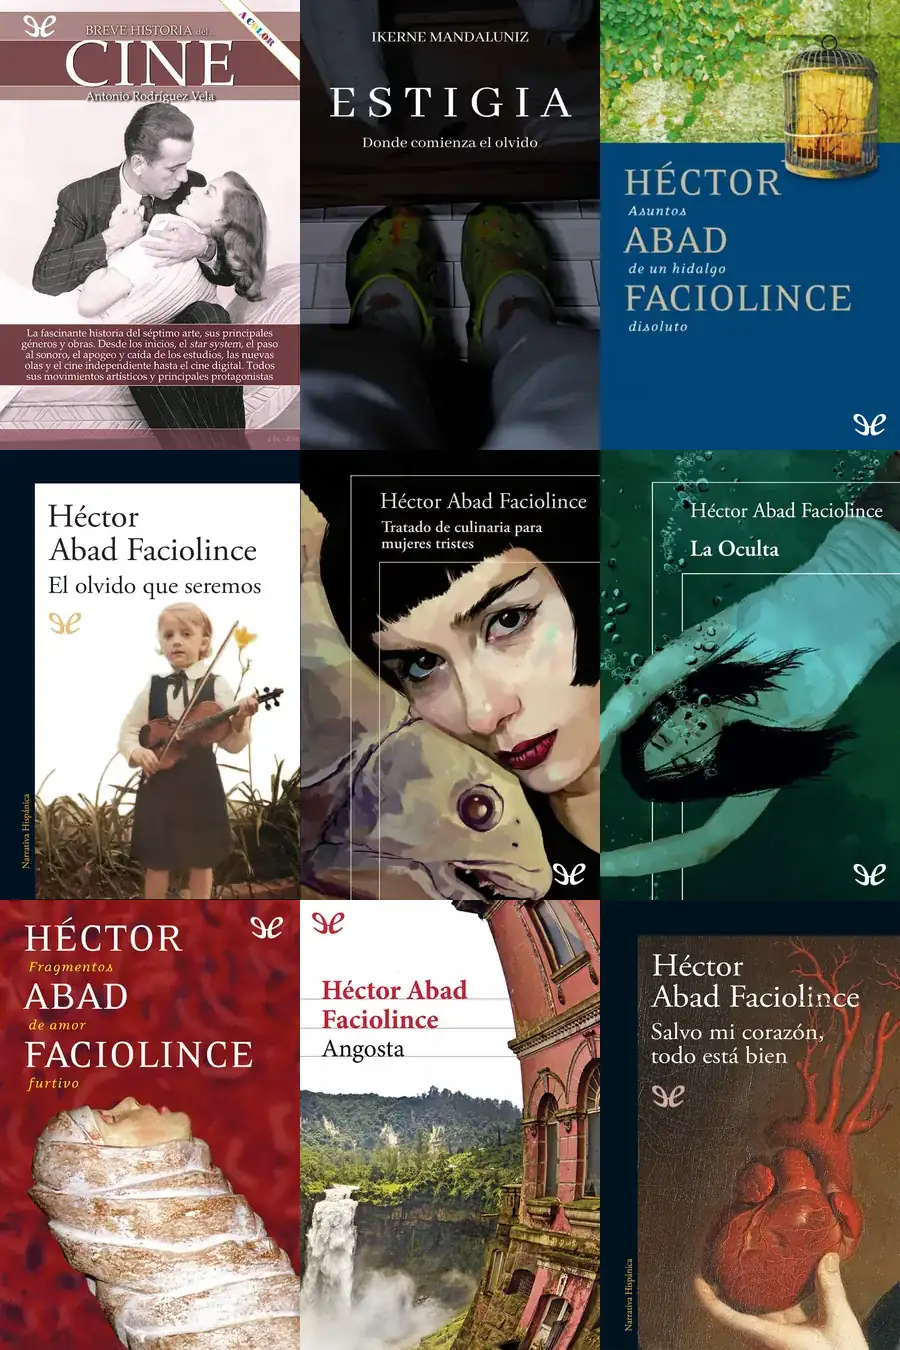 BREVE HISTORIA del...
CINE
Antonio Rodríguez Vela
A COLOR
La fascinante historia del séptimo arte, sus principales
géneros y obras. Desde los inicios, el star system, el paso
al sonoro, el apogeo y caída de los estudios, las nuevas
olas y el cine independiente hasta el cine digital. Todos
sus movimientos artísticos y principales protagonistas
IKERNE MANDALUNIZ
ESTIGIA
Donde comienza el olvido
HÉCTOR
Asuntos
ABAD
de un hidalgo
FACIOLINCE
disoluto
Héctor
Abad Faciolince
El olvido que seremos
Narrativa Hispánica
Héctor Abad Faciolince
Tratado de culinaria para
mujeres tristes
Héctor Abad Faciolince
La Oculta
HÉCTOR
Fragmentos
ABAD
de amor
FACIOLINCE
furtivo
Héctor Abad
Faciolince
Angosta
Héctor
Abad Faciolince
Salvo mi corazón,
todo está bien
Narrativa Hispánica